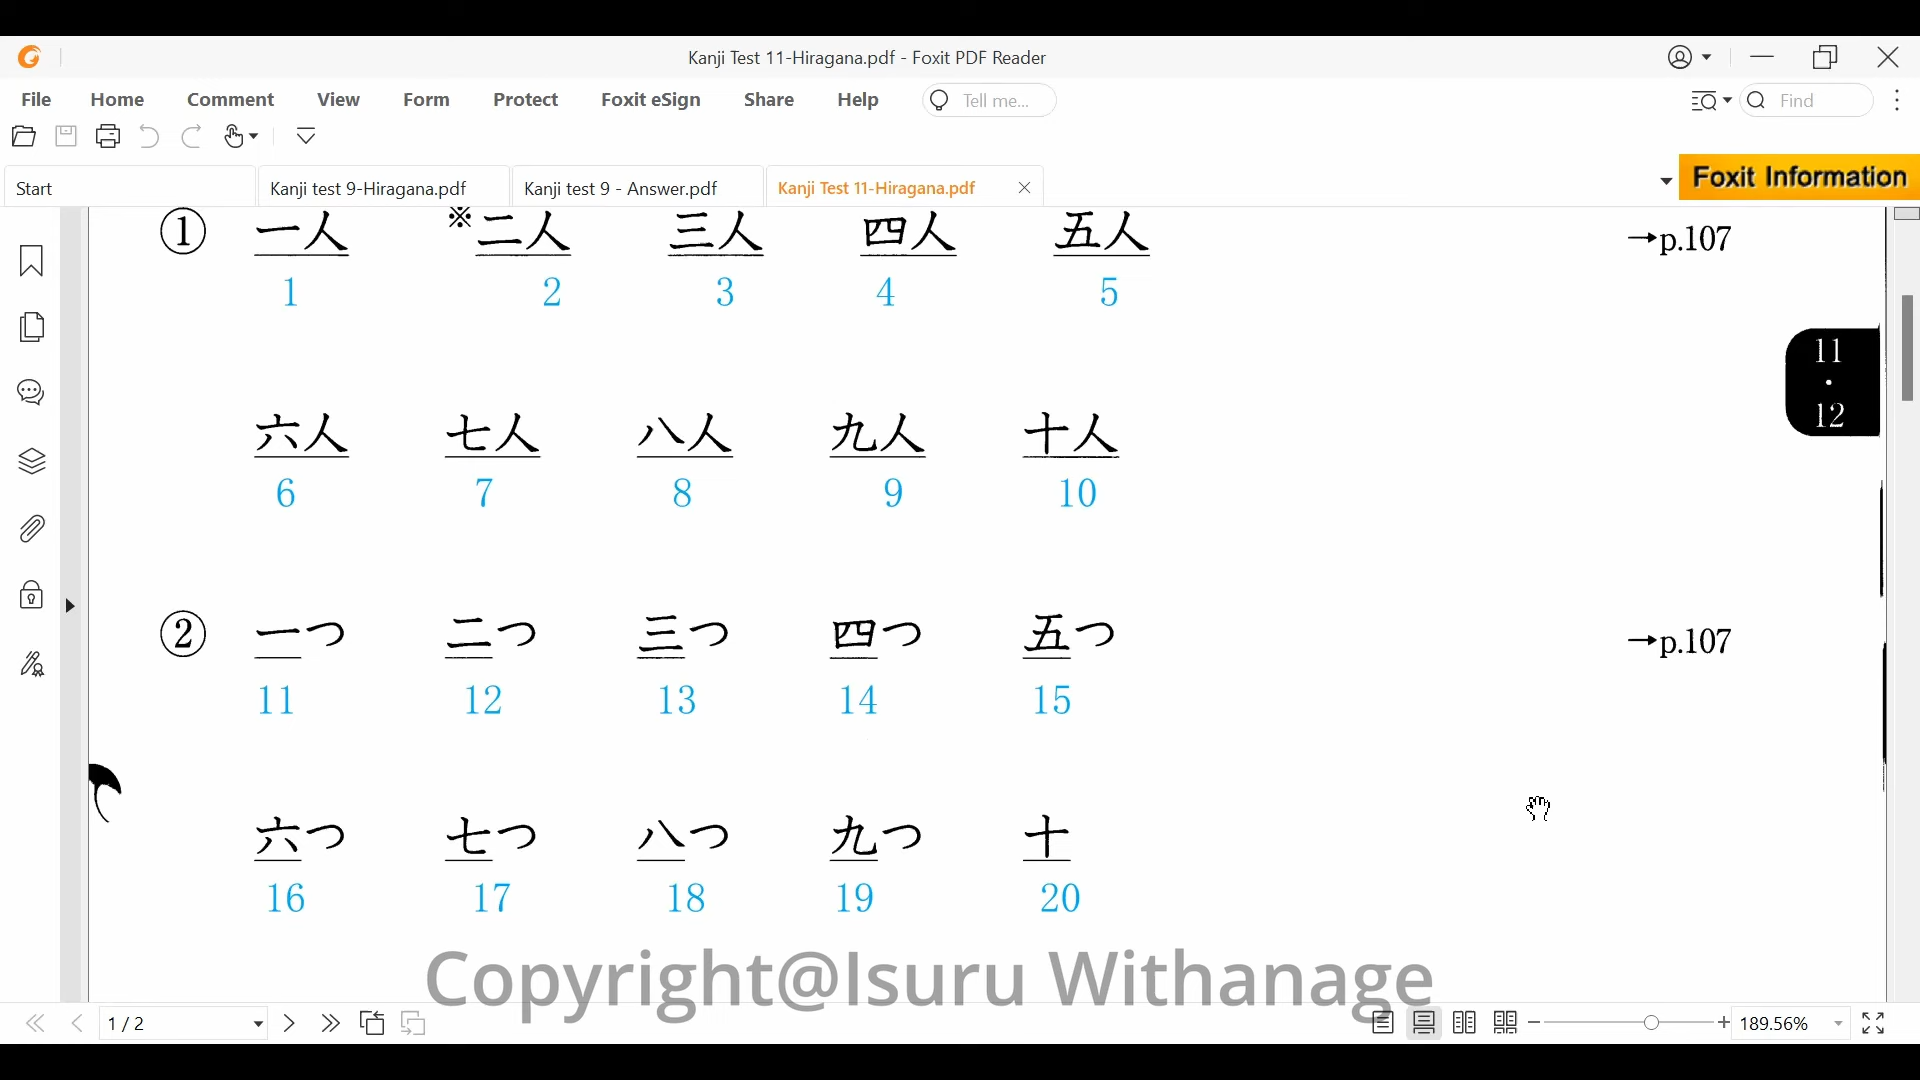 Kanji Test 11-Hiragana.pdf - Foxit PDF Reader
File Home Comment View Form Protect Foxit eSign Share Help Tell me... Find
Start Kanji test 9-Hiragana.pdf Kanji test 9 - Answer.pdf Kanji Test 11-Hiragana.pdf Foxit Information
① 一人 ※二人 三人 四人 五人 →p.107
1 2 3 4 5
11
・
12
六人 七人 八人 九人 十人
6 7 8 9 10
② 一つ 二つ 三つ 四つ 五つ →p.107
11 12 13 14 15
六つ 七つ 八つ 九つ 十
16 17 18 19 20
Copyright@Isuru Withanage
1 / 2 189.56%